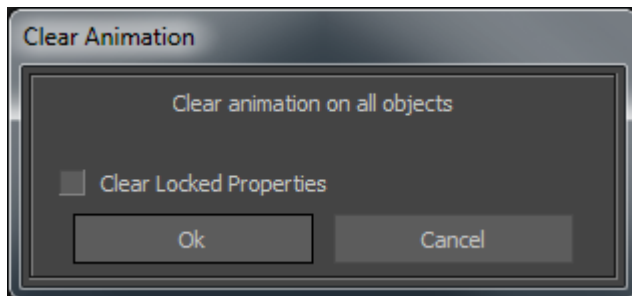 Clear Animation
Clear animation on all objects
Clear Locked Properties
Ok
Cancel